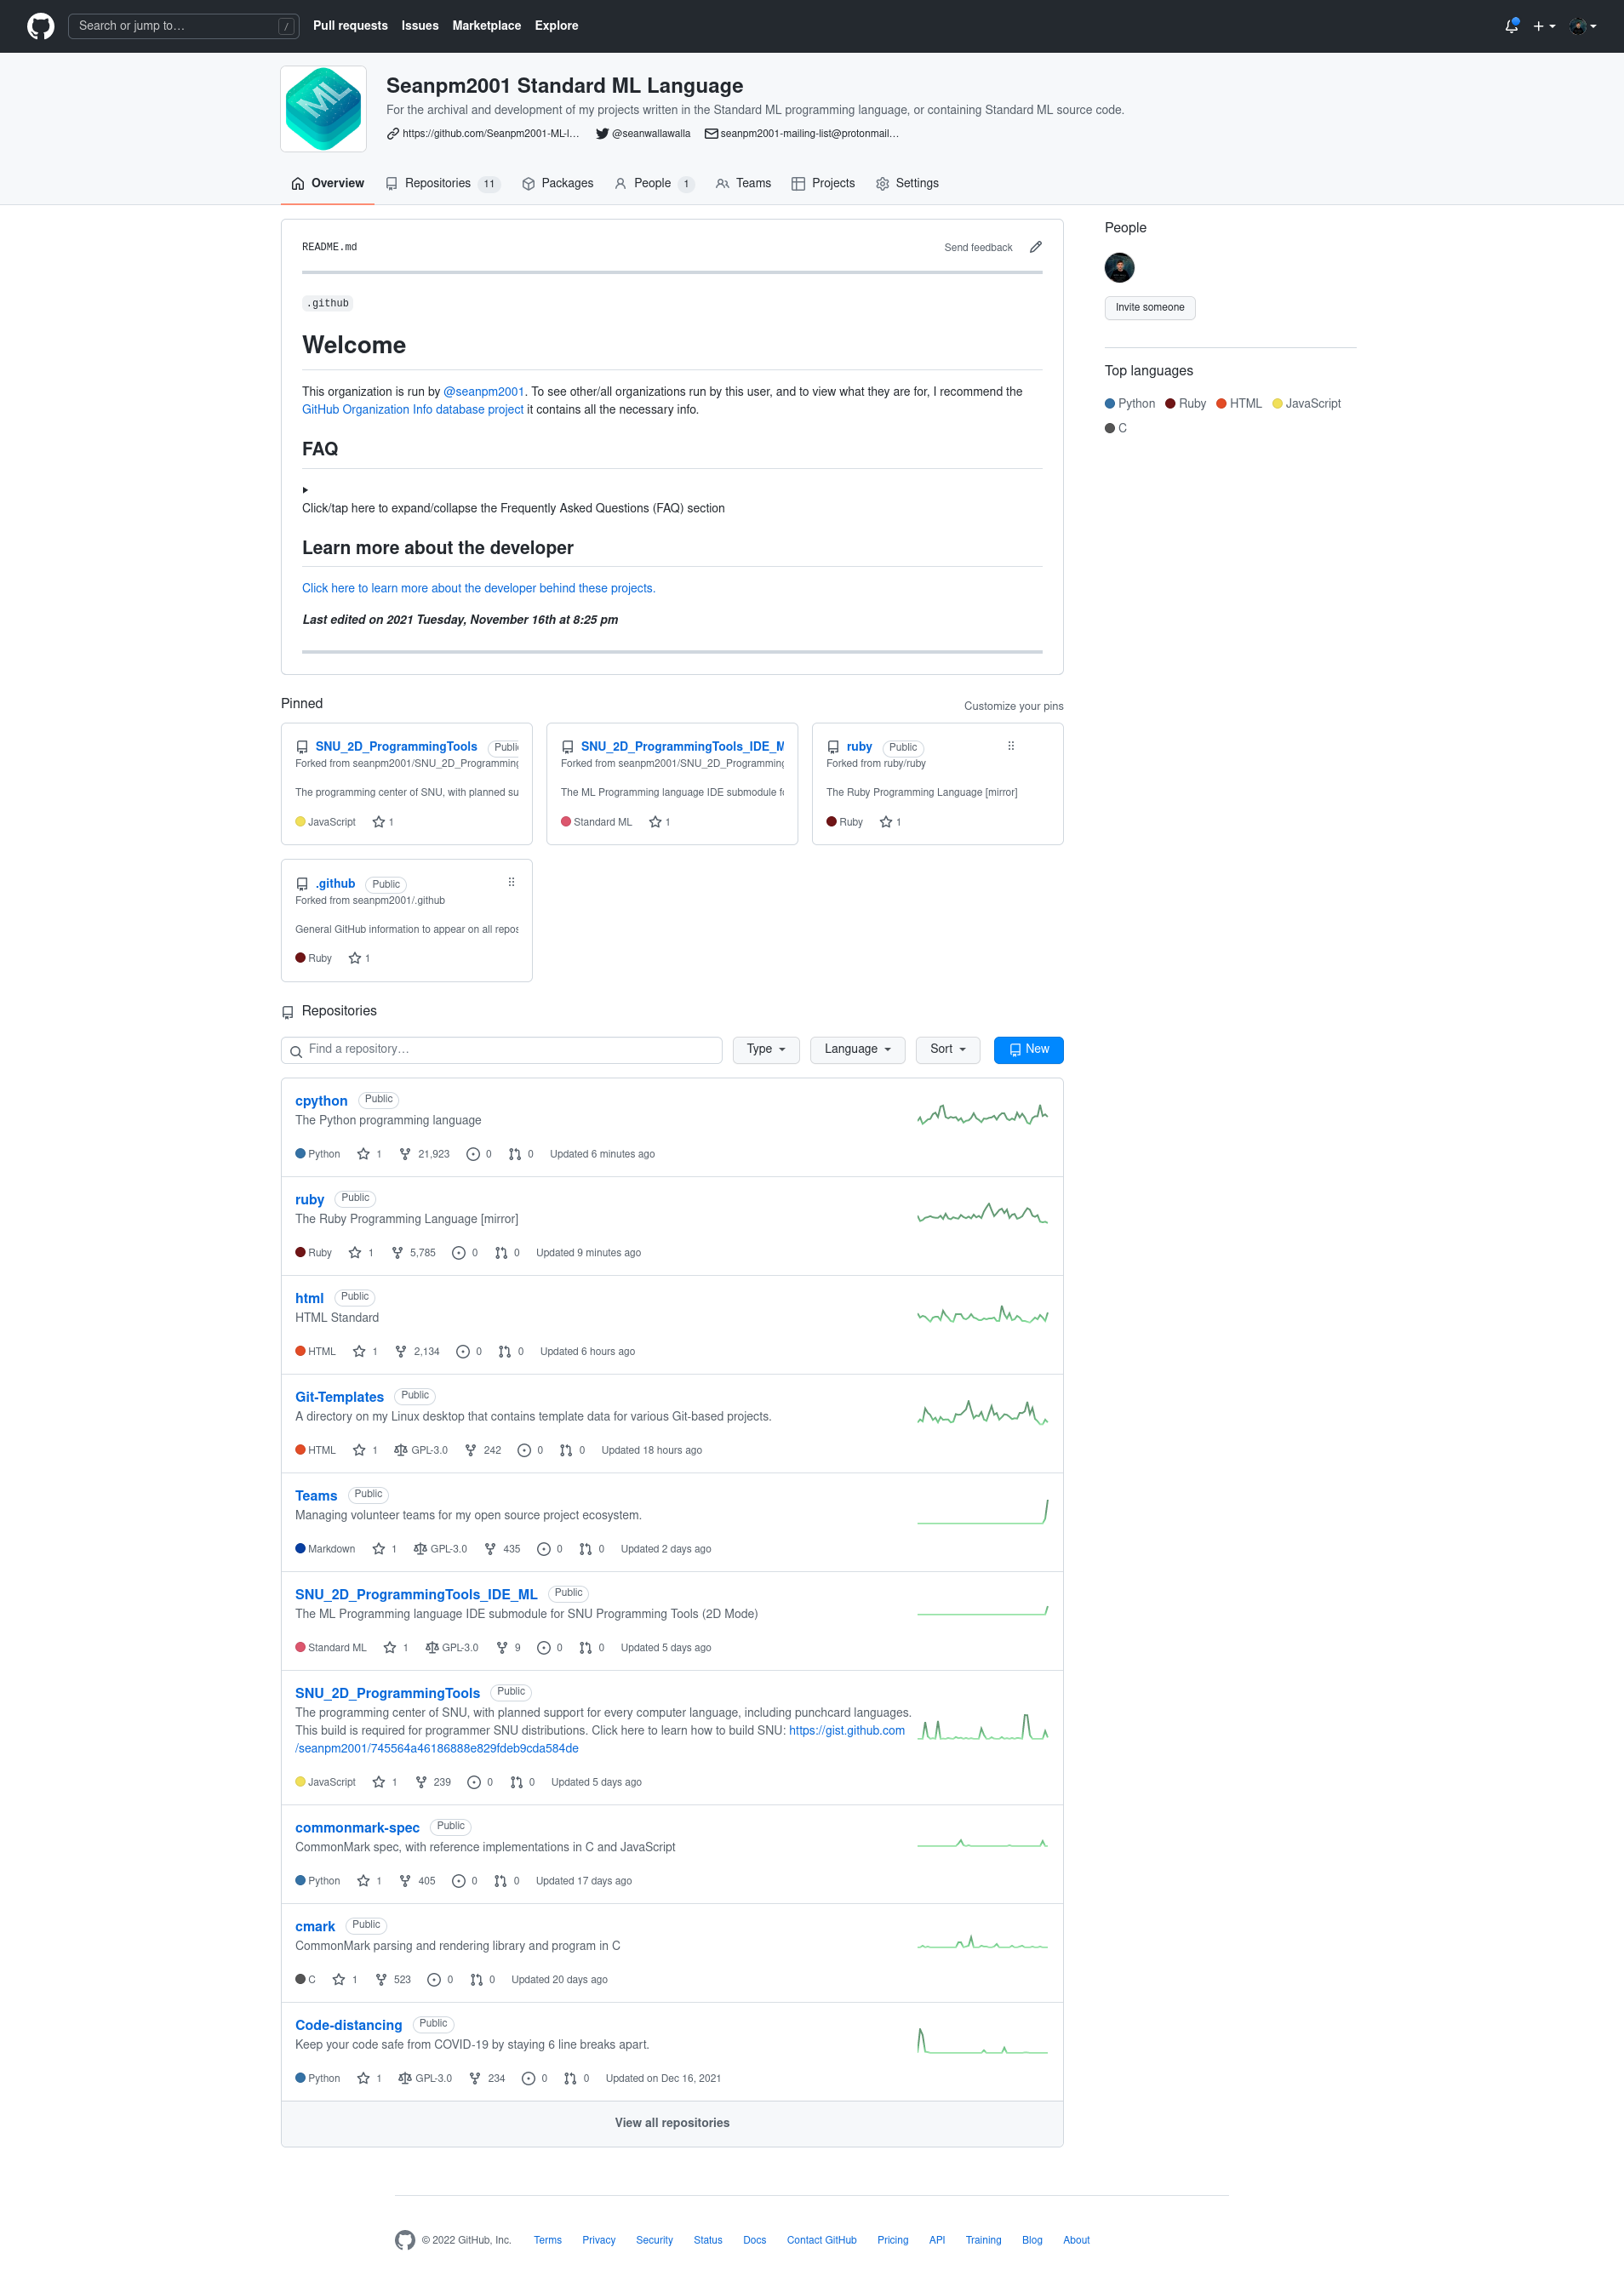 Search or jump to… /
Pull requests Issues Marketplace Explore
ML
Seanpm2001 Standard ML Language
For the archival and development of my projects written in the Standard ML programming language, or containing Standard ML source code.
https://github.com/Seanpm2001-ML-l… @seanwallawalla seanpm2001-mailing-list@protonmail…
Overview Repositories 11 Packages People 1 Teams Projects Settings
README.md Send feedback
.github
Welcome
This organization is run by @seanpm2001. To see other/all organizations run by this user, and to view what they are for, I recommend the
GitHub Organization Info database project it contains all the necessary info.
FAQ
Click/tap here to expand/collapse the Frequently Asked Questions (FAQ) section
Learn more about the developer
Click here to learn more about the developer behind these projects.
Last edited on 2021 Tuesday, November 16th at 8:25 pm
People
Invite someone
Top languages
Python Ruby HTML JavaScript
C
Pinned Customize your pins
SNU_2D_ProgrammingTools Public
Forked from seanpm2001/SNU_2D_Programming
The programming center of SNU, with planned su
JavaScript 1
SNU_2D_ProgrammingTools_IDE_M
Forked from seanpm2001/SNU_2D_Programming
The ML Programming language IDE submodule f
Standard ML 1
ruby Public
Forked from ruby/ruby
The Ruby Programming Language [mirror]
Ruby 1
.github Public
Forked from seanpm2001/.github
General GitHub information to appear on all repos
Ruby 1
Repositories
Find a repository… Type Language Sort New
cpython Public
The Python programming language
Python 1 21,923 0 0 Updated 6 minutes ago
ruby Public
The Ruby Programming Language [mirror]
Ruby 1 5,785 0 0 Updated 9 minutes ago
html Public
HTML Standard
HTML 1 2,134 0 0 Updated 6 hours ago
Git-Templates Public
A directory on my Linux desktop that contains template data for various Git-based projects.
HTML 1 GPL-3.0 242 0 0 Updated 18 hours ago
Teams Public
Managing volunteer teams for my open source project ecosystem.
Markdown 1 GPL-3.0 435 0 0 Updated 2 days ago
SNU_2D_ProgrammingTools_IDE_ML Public
The ML Programming language IDE submodule for SNU Programming Tools (2D Mode)
Standard ML 1 GPL-3.0 9 0 0 Updated 5 days ago
SNU_2D_ProgrammingTools Public
The programming center of SNU, with planned support for every computer language, including punchcard languages.
This build is required for programmer SNU distributions. Click here to learn how to build SNU: https://gist.github.com
/seanpm2001/745564a46186888e829fdeb9cda584de
JavaScript 1 239 0 0 Updated 5 days ago
commonmark-spec Public
CommonMark spec, with reference implementations in C and JavaScript
Python 1 405 0 0 Updated 17 days ago
cmark Public
CommonMark parsing and rendering library and program in C
C 1 523 0 0 Updated 20 days ago
Code-distancing Public
Keep your code safe from COVID-19 by staying 6 line breaks apart.
Python 1 GPL-3.0 234 0 0 Updated on Dec 16, 2021
View all repositories
© 2022 GitHub, Inc. Terms Privacy Security Status Docs Contact GitHub Pricing API Training Blog About